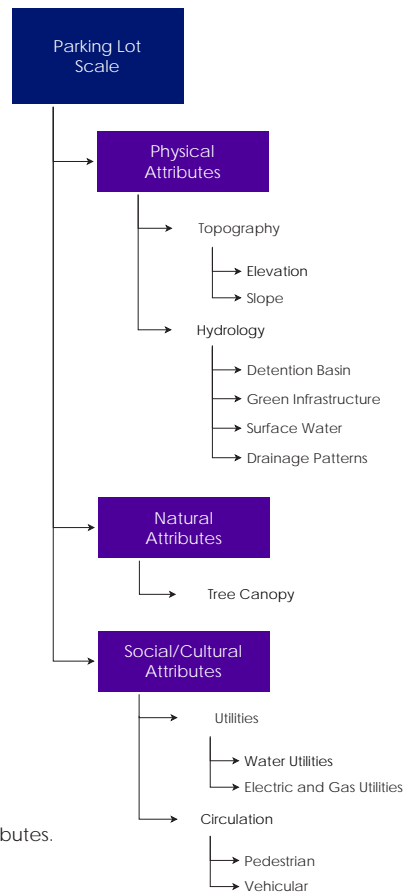 Parking Lot
Scale
Physical
Attributes
Topography
Elevation
Slope
Hydrology
Detention Basin
Green Infrastructure
Surface Water
Drainage Patterns
Natural
Attributes
Tree Canopy
Social/Cultural
Attributes
Utilities
Water Utilities
Electric and Gas Utilities
butes.
Circulation
Pedestrian
Vehicular